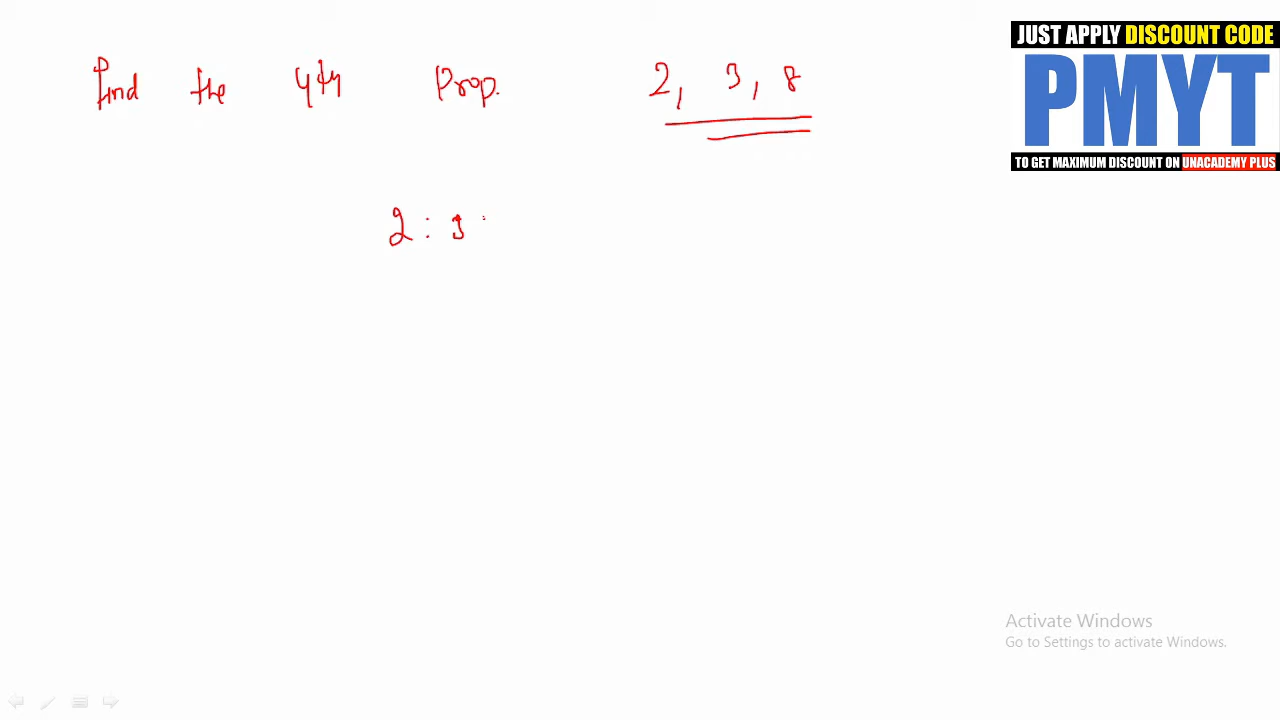 find the 4th Prop. 2, 3, 8
2 : 3 :
JUST APPLY DISCOUNT CODE
PMYT
TO GET MAXIMUM DISCOUNT ON UNACADEMY PLUS
Activate Windows
Go to Settings to activate Windows.